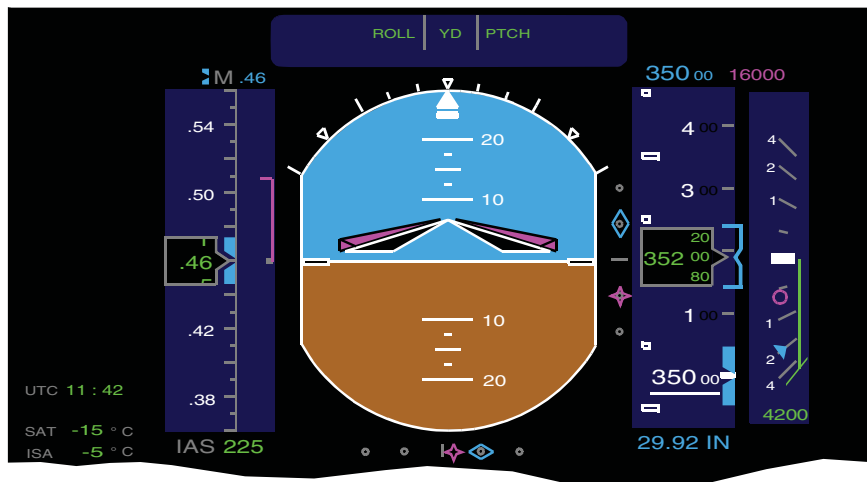 ROLL YD PTCH
M .46
350 00 16000
.54
.50
.46
.42
.38
IAS 225
20
10
10
20
4 00
3 00
20
352 00
80
1 00
350 00
29.92 IN
4
2
1
1
2
4
4200
UTC 11 : 42
SAT -15 ° C
ISA -5 ° C